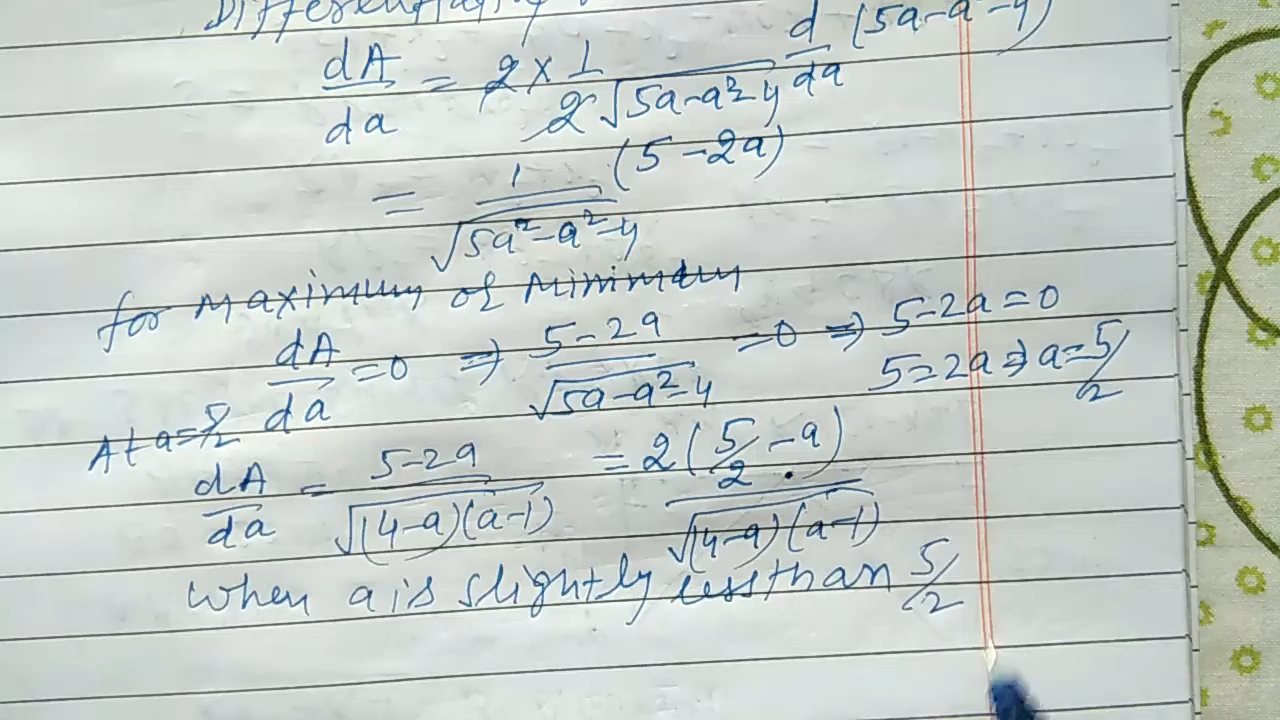 Differentiating
dA/da = 2 × 1/(2√(5a-a²-4)) d/da (5a-a²-4)
= 1/√(5a²-a²-4) (5-2a)
for Maximum or Minimum
dA/da = 0 ⇒ (5-2a)/√(5a-a²-4) = 0 ⇒ 5-2a=0
5=2a ⇒ a=5/2
At a=5/2
dA/da = (5-2a)/√((4-a)(a-1)) = 2(5/2-a)/√((4-a)(a-1))
When a is slightly less than 5/2